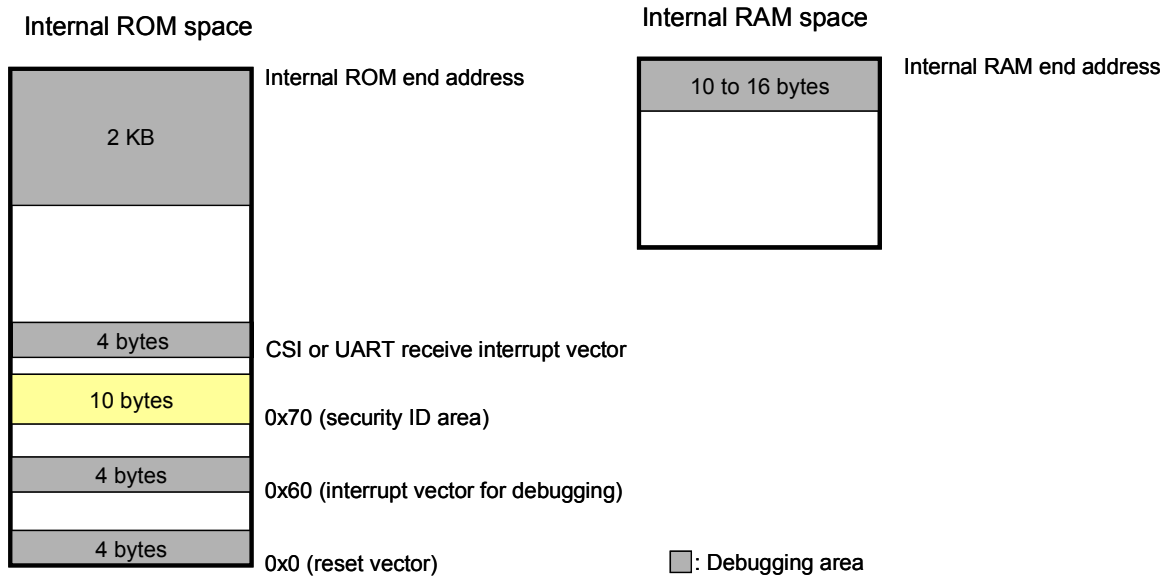 Internal ROM space
Internal ROM end address
2 KB
4 bytes
CSI or UART receive interrupt vector
10 bytes
0x70 (security ID area)
4 bytes
0x60 (interrupt vector for debugging)
4 bytes
0x0 (reset vector)
Internal RAM space
Internal RAM end address
10 to 16 bytes
: Debugging area